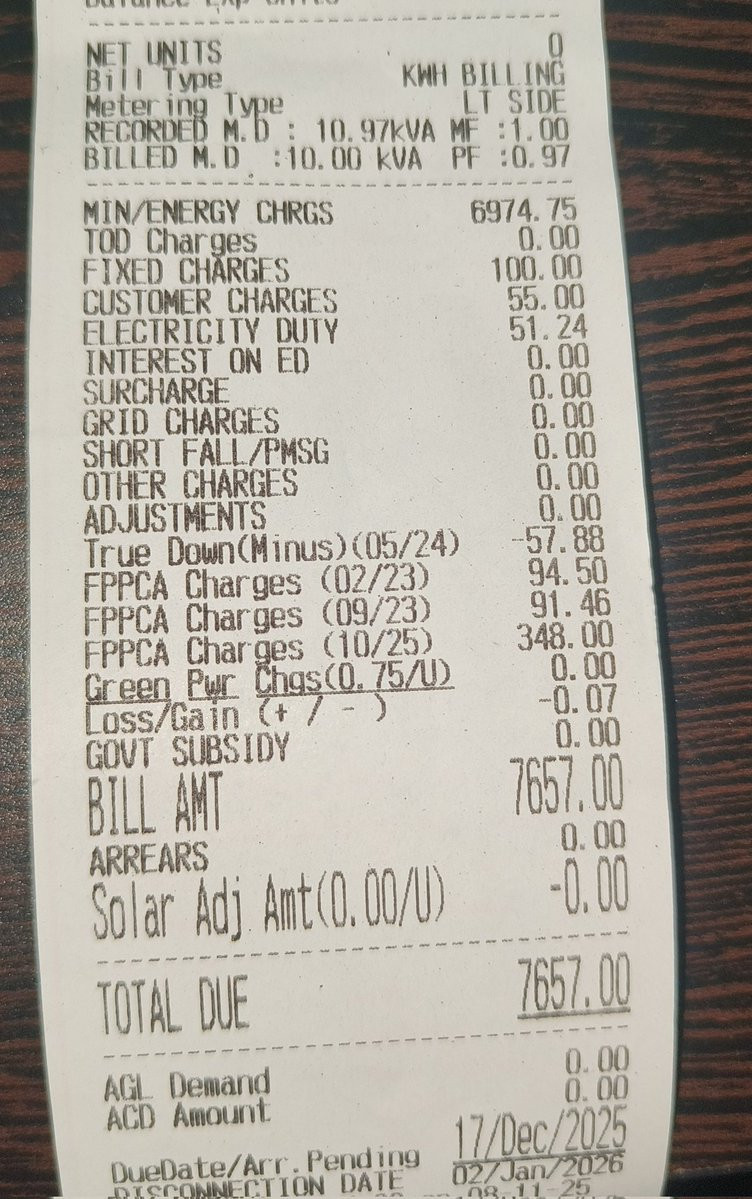 NET UNITS 0
Bill Type KWH BILLING
Metering Type LT SIDE
RECORDED M.D : 10.97kVA MF :1.00
BILLED M.D :10.00 kVA PF :0.97
MIN/ENERGY CHRGS 6974.75
TOD Charges 0.00
FIXED CHARGES 100.00
CUSTOMER CHARGES 55.00
ELECTRICITY DUTY 51.24
INTEREST ON ED 0.00
SURCHARGE 0.00
GRID CHARGES 0.00
SHORT FALL/PMSG 0.00
OTHER CHARGES 0.00
ADJUSTMENTS 0.00
True Down(Minus)(05/24) -57.88
FPPCA Charges (02/23) 94.50
FPPCA Charges (09/23) 91.46
FPPCA Charges (10/25) 348.00
Green Pwr Chgs(0.75/U) 0.00
Loss/Gain (+ / - ) -0.07
GOVT SUBSIDY 0.00
BILL AMT 7657.00
ARREARS 0.00
Solar Adj Amt(0.00/U) -0.00
TOTAL DUE 7657.00
AGL Demand 0.00
ACD Amount 0.00
DueDate/Arr.Pending 17/Dec/2025
DISCONNECTION DATE 02/Jan/2026